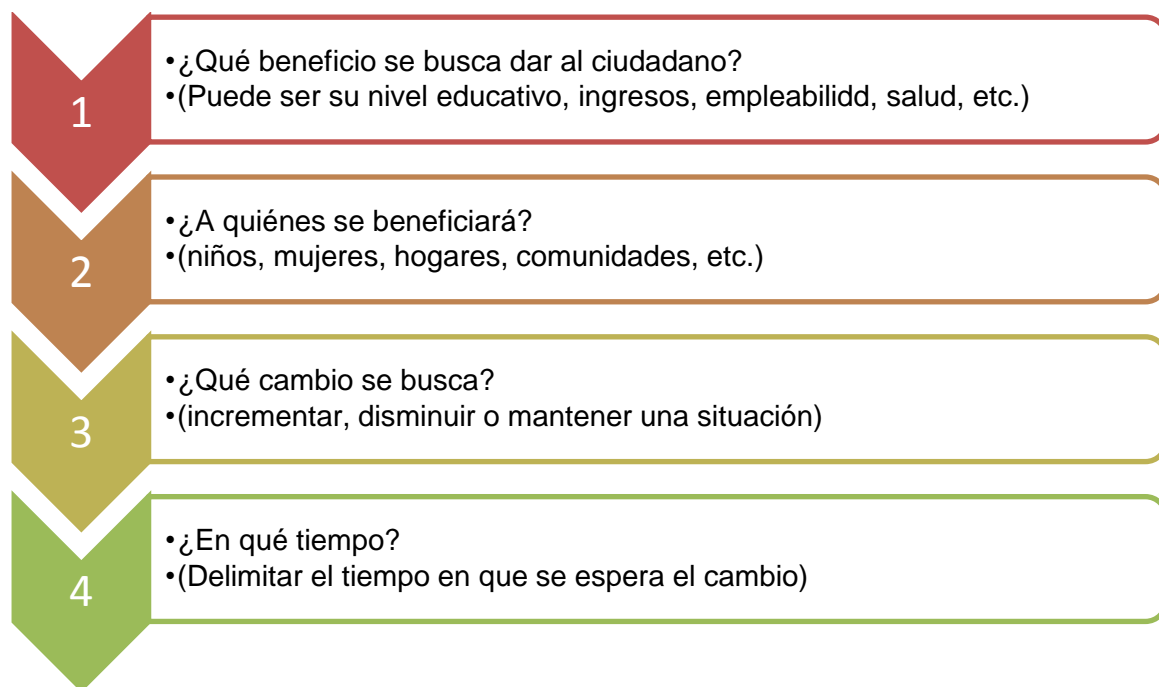 1
•¿Qué beneficio se busca dar al ciudadano?
•(Puede ser su nivel educativo, ingresos, empleabilidd, salud, etc.)
2
•¿A quiénes se beneficiará?
•(niños, mujeres, hogares, comunidades, etc.)
3
•¿Qué cambio se busca?
•(incrementar, disminuir o mantener una situación)
4
•¿En qué tiempo?
•(Delimitar el tiempo en que se espera el cambio)